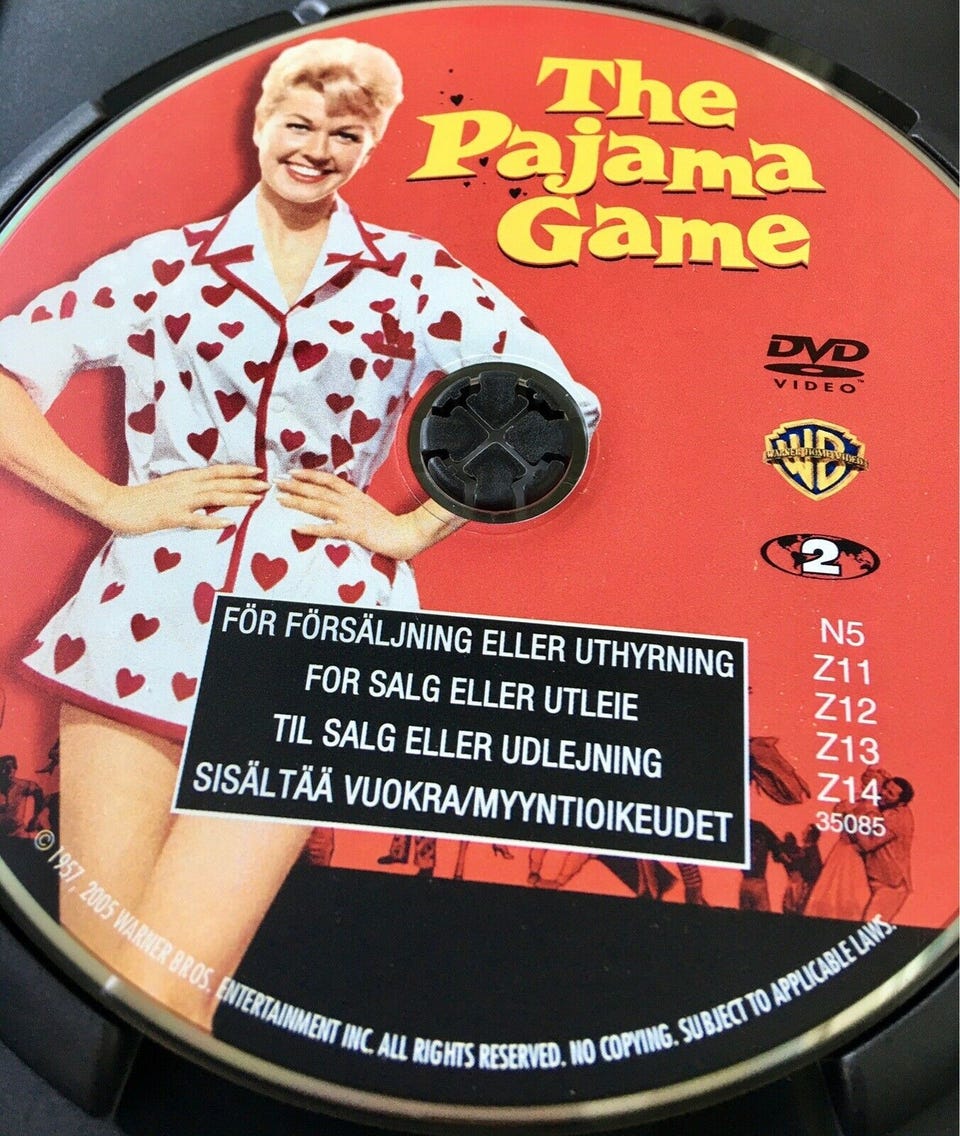 The
Pajama
Game
DVD
VIDEO™
WB
WARNER HOME VIDEO
2
N5
Z11
Z12
Z13
Z14
35085
FÖR FÖRSÄLJNING ELLER UTHYRNING
FOR SALG ELLER UTLEIE
TIL SALG ELLER UDLEJNING
SISÄLTÄÄ VUOKRA/MYYNTIOIKEUDET
© 1957, 2005 WARNER BROS. ENTERTAINMENT INC. ALL RIGHTS RESERVED. NO COPYING. SUBJECT TO APPLICABLE LAWS.